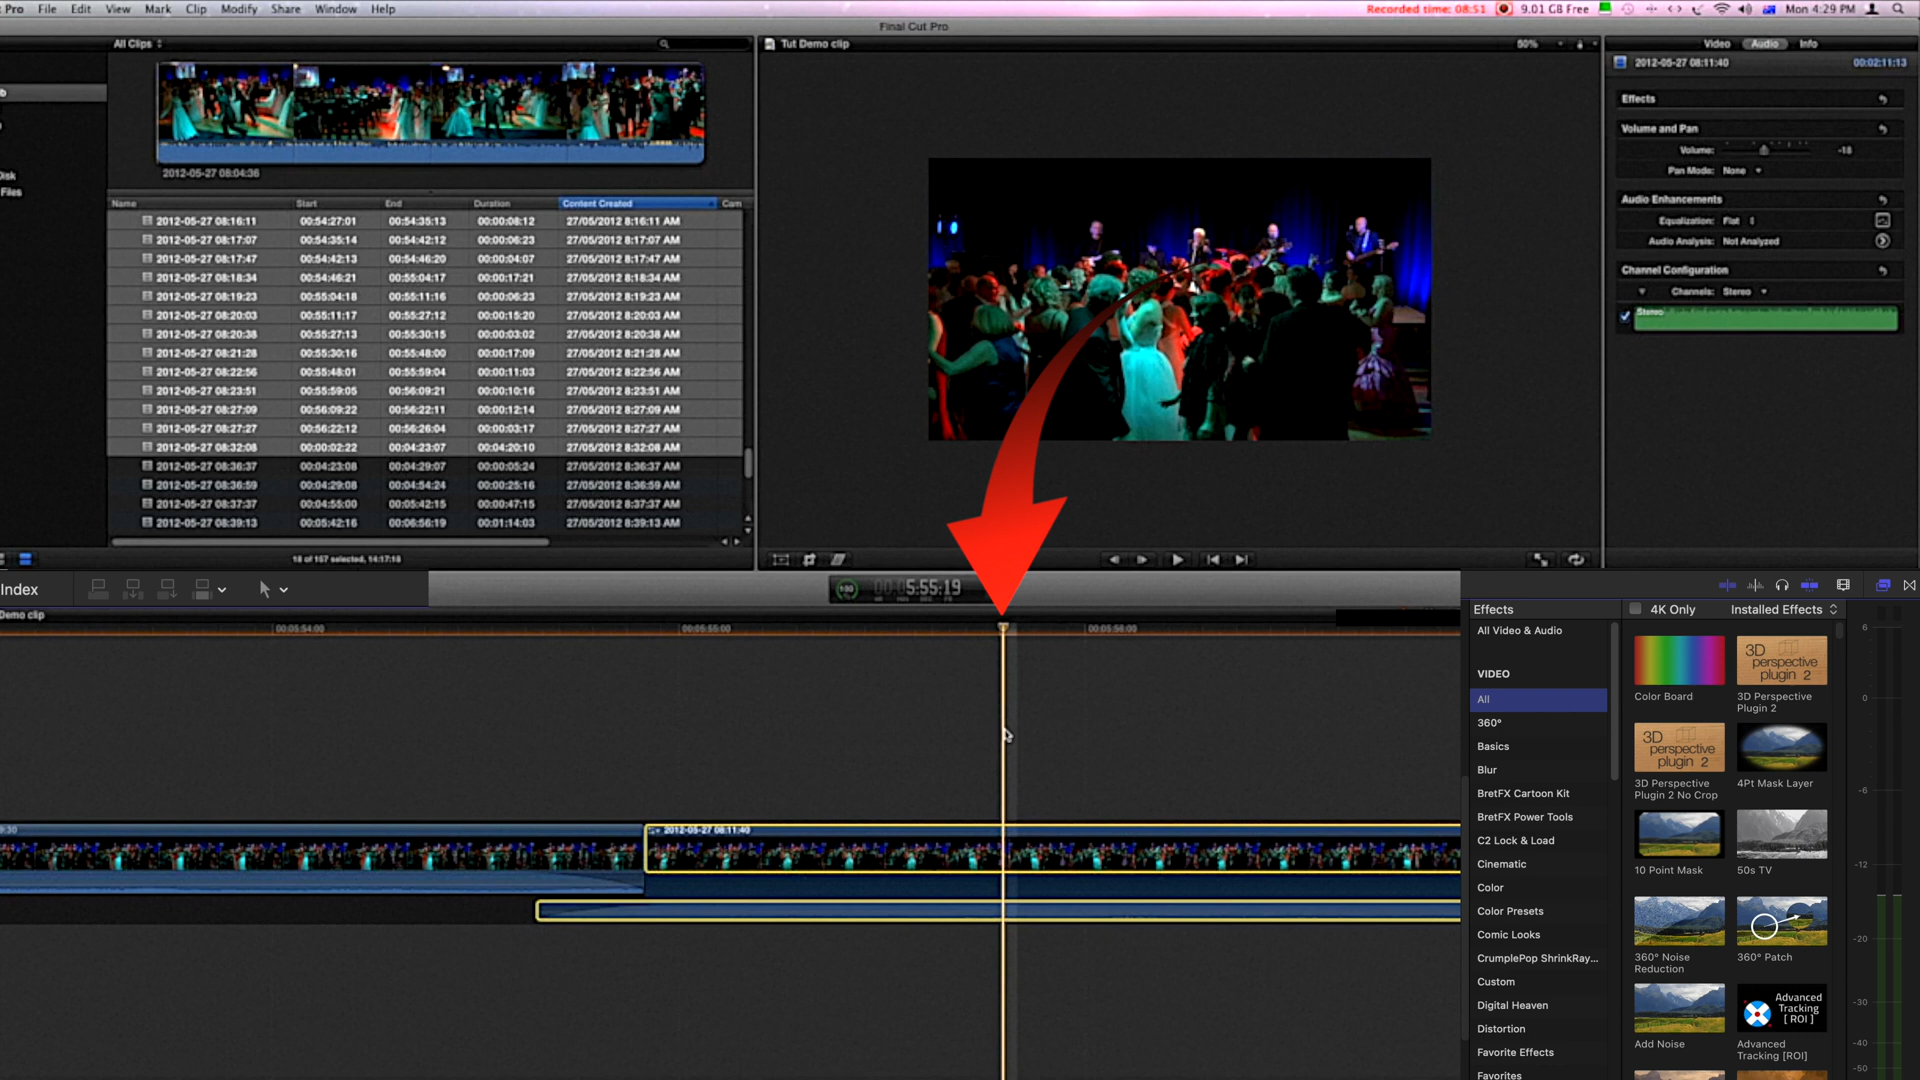 Pro File Edit View Mark Clip Modify Share Window Help
Recorded time: 08:51 9.01 GB Free Mon 4:29 PM
Final Cut Pro
All Clips
2012-05-27 08:04:36
Disk
Files
Name Start End Duration Content Created Cam
2012-05-27 08:16:11 00:54:27:01 00:54:35:13 00:00:08:12 27/05/2012 8:16:11 AM
2012-05-27 08:17:07 00:54:35:14 00:54:42:12 00:00:06:23 27/05/2012 8:17:07 AM
2012-05-27 08:17:47 00:54:42:13 00:54:46:20 00:00:04:07 27/05/2012 8:17:47 AM
2012-05-27 08:18:34 00:54:46:21 00:55:04:17 00:00:17:21 27/05/2012 8:18:34 AM
2012-05-27 08:19:23 00:55:04:18 00:55:11:16 00:00:06:23 27/05/2012 8:19:23 AM
2012-05-27 08:20:03 00:55:11:17 00:55:27:12 00:00:15:20 27/05/2012 8:20:03 AM
2012-05-27 08:20:38 00:55:27:13 00:55:30:15 00:00:03:02 27/05/2012 8:20:38 AM
2012-05-27 08:21:28 00:55:30:16 00:55:48:00 00:00:17:09 27/05/2012 8:21:28 AM
2012-05-27 08:22:56 00:55:48:01 00:55:59:04 00:00:11:03 27/05/2012 8:22:56 AM
2012-05-27 08:23:51 00:55:59:05 00:56:09:21 00:00:10:16 27/05/2012 8:23:51 AM
2012-05-27 08:27:09 00:56:09:22 00:56:22:11 00:00:12:14 27/05/2012 8:27:09 AM
2012-05-27 08:27:27 00:56:22:12 00:56:26:04 00:00:03:17 27/05/2012 8:27:27 AM
2012-05-27 08:32:08 00:00:02:22 00:04:23:07 00:04:20:10 27/05/2012 8:32:08 AM
2012-05-27 08:36:37 00:04:23:08 00:04:29:07 00:00:05:24 27/05/2012 8:36:37 AM
2012-05-27 08:36:59 00:04:29:08 00:04:54:24 00:00:25:16 27/05/2012 8:36:59 AM
2012-05-27 08:37:37 00:04:55:00 00:05:42:15 00:00:47:15 27/05/2012 8:37:37 AM
2012-05-27 08:39:13 00:05:42:16 00:06:56:19 00:01:14:03 27/05/2012 8:39:13 AM
18 of 157 selected, 14:17:18
Tut Demo clip 50%
Video Audio Info
2012-05-27 08:11:40 00:02:11:13
Effects
Volume and Pan
Volume: -18
Pan Mode: None
Audio Enhancements
Equalization: Flat
Audio Analysis: Not Analyzed
Channel Configuration
Channels: Stereo
Stereo
Index
100 5:55:19
Demo clip
00:05:54:00 00:05:55:00 00:05:56:00
9:30
2012-05-27 08:11:40
Effects 4K Only Installed Effects
All Video & Audio
VIDEO
All
360°
Basics
Blur
BretFX Cartoon Kit
BretFX Power Tools
C2 Lock & Load
Cinematic
Color
Color Presets
Comic Looks
CrumplePop ShrinkRay...
Custom
Digital Heaven
Distortion
Favorite Effects
Favorites
3D
perspective
plugin 2
Color Board
3D Perspective
Plugin 2
3D
perspective
plugin 2
3D Perspective
Plugin 2 No Crop
4Pt Mask Layer
10 Point Mask
50s TV
360° Noise
Reduction
360° Patch
Advanced
Tracking
[ ROI ]
Add Noise
Advanced
Tracking [ROI]
6
0
-6
-12
-20
-30
-40
-50